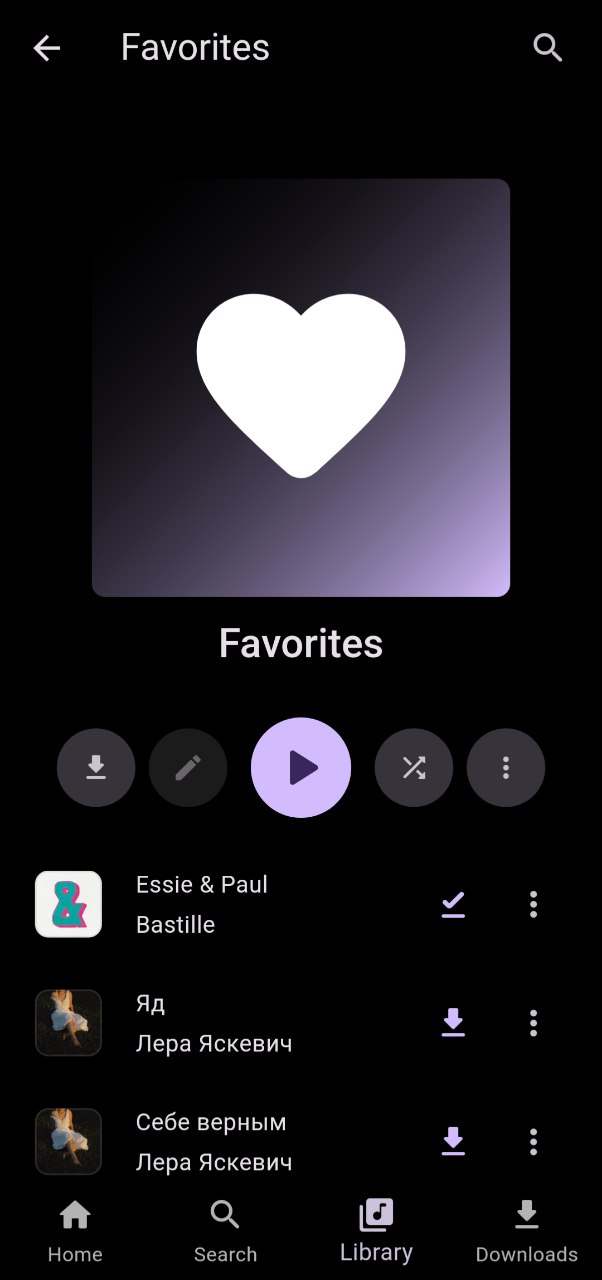 Favorites
Favorites
&
Essie & Paul
Bastille
Яд
Лера Яскевич
Себе верным
Лера Яскевич
Home
Search
Library
Downloads